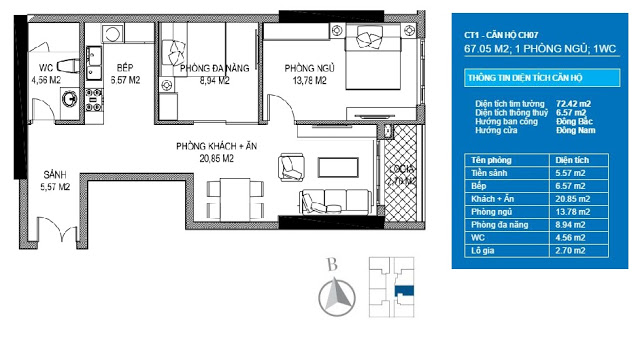 WC
4,56 M2
BẾP
6.57 M2
PHÒNG ĐA NĂNG
8,94 M2
PHÒNG NGỦ
13,78 M2
PHÒNG KHÁCH + ĂN
20,85 M2
SẢNH
5,57 M2
LOGIA
2,70 M2
B
CT1 - CĂN HỘ CH07
67.05 M2; 1 PHÒNG NGỦ; 1WC
THÔNG TIN DIỆN TÍCH CĂN HỘ
Diện tích tim tường 72.42 m2
Diện tích thông thuỷ 6.57 m2
Hướng ban công Đông Bắc
Hướng cửa Đông Nam
Tên phòng Diện tích
Tiền sảnh 5.57 m2
Bếp 6.57 m2
Khách + Ăn 20.85 m2
Phòng ngủ 13.78 m2
Phòng đa năng 8.94 m2
WC 4.56 m2
Lô gia 2.70 m2